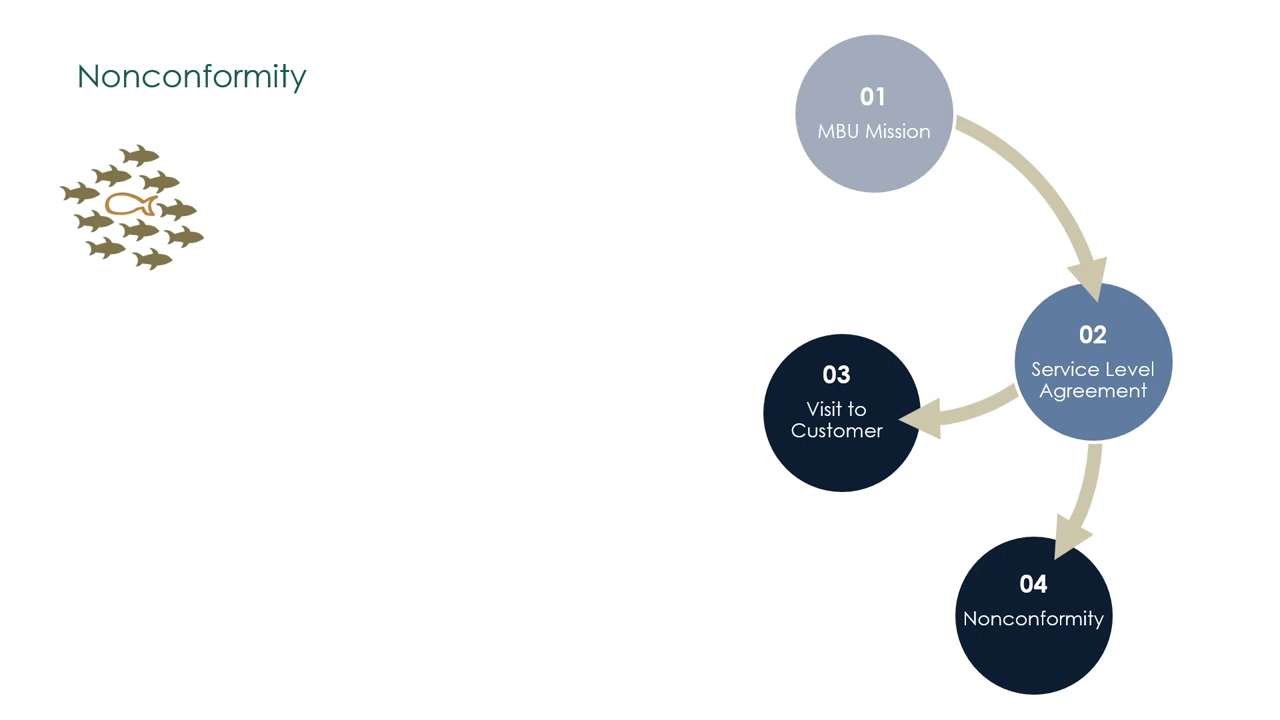 Nonconformity
01
MBU Mission
02
Service Level
Agreement
03
Visit to
Customer
04
Nonconformity